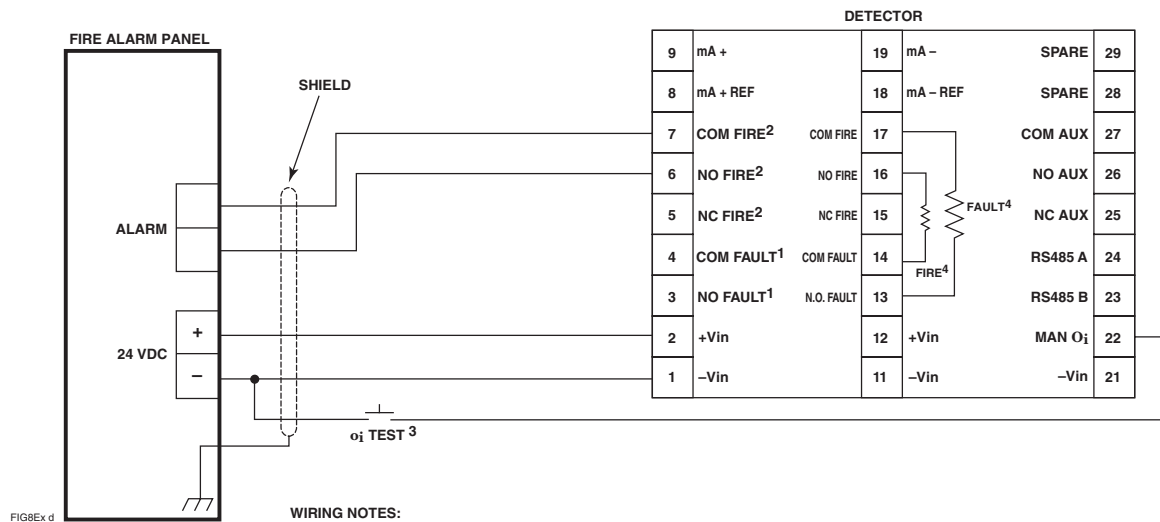 DETECTOR
FIRE ALARM PANEL
SHIELD
ALARM
24 VDC
+
–
oi TEST 3
9 mA + 19 mA – SPARE 29
8 mA + REF 18 mA – REF SPARE 28
7 COM FIRE2 COM FIRE 17 COM AUX 27
6 NO FIRE2 NO FIRE 16 NO AUX 26
FAULT4
5 NC FIRE2 NC FIRE 15 NC AUX 25
4 COM FAULT1 COM FAULT 14 RS485 A 24
FIRE4
3 NO FAULT1 N.O. FAULT 13 RS485 B 23
2 +Vin 12 +Vin MAN Oi 22
1 –Vin 11 –Vin –Vin 21
FIG8Ex d
WIRING NOTES: